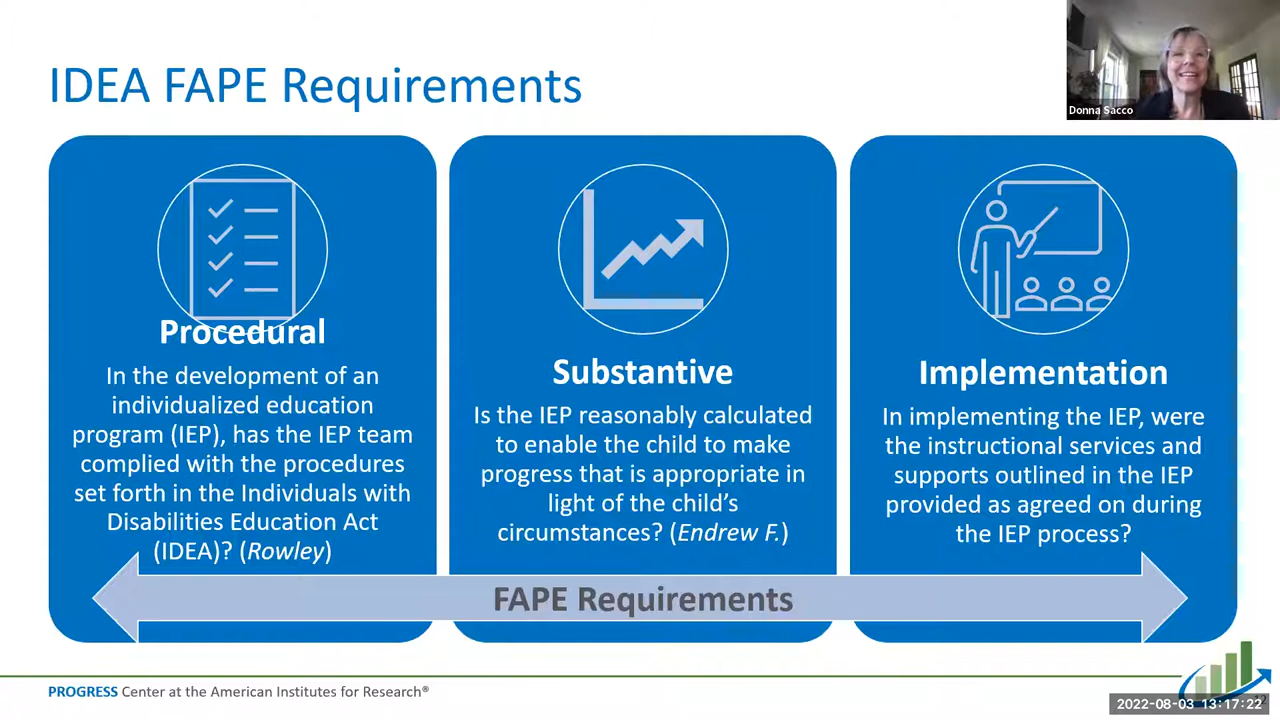 IDEA FAPE Requirements
Donna Sacco
Procedural
In the development of an
individualized education
program (IEP), has the IEP team
complied with the procedures
set forth in the Individuals with
Disabilities Education Act
(IDEA)? (Rowley)
Substantive
Is the IEP reasonably calculated
to enable the child to make
progress that is appropriate in
light of the child’s
circumstances? (Endrew F.)
Implementation
In implementing the IEP, were
the instructional services and
supports outlined in the IEP
provided as agreed on during
the IEP process?
FAPE Requirements
PROGRESS Center at the American Institutes for Research®
12
2022-08-03 13:17:22